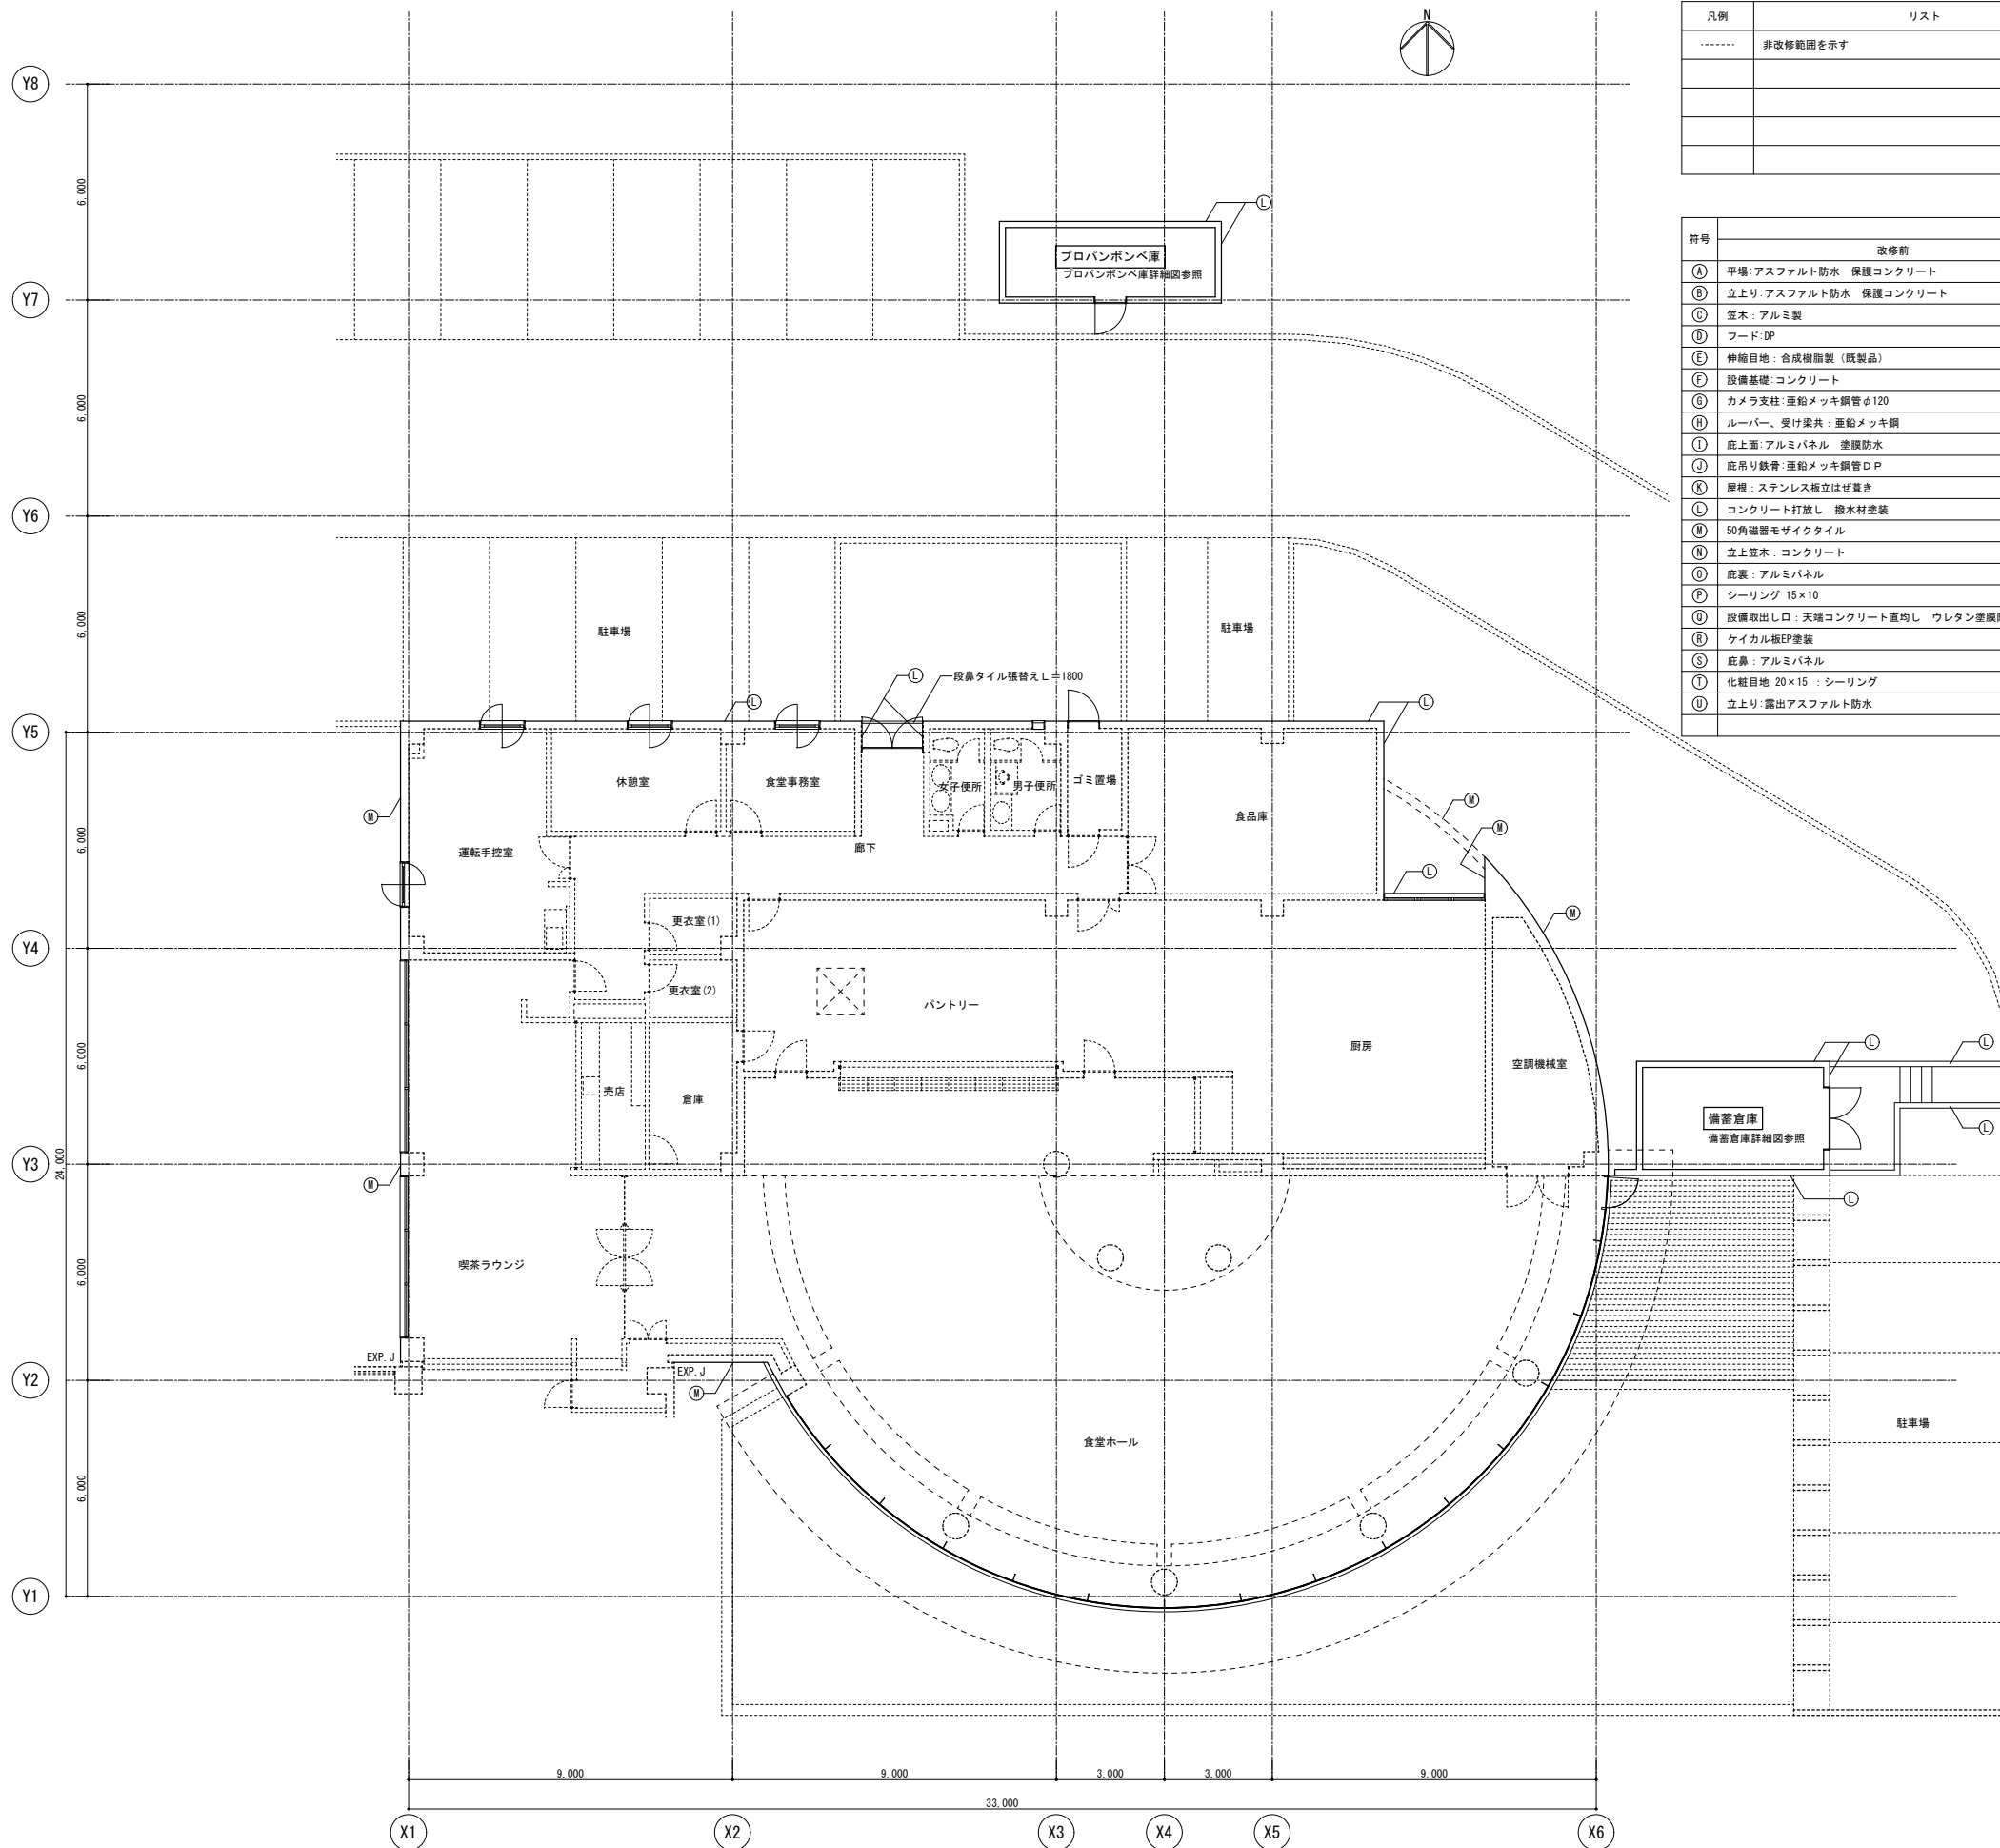 凡例 リスト
非改修範囲を示す
N
符号
改修前
Ⓐ 平場:アスファルト防水 保護コンクリート
Ⓑ 立上り:アスファルト防水 保護コンクリート
Ⓒ 笠木：アルミ製
Ⓓ フード:DP
Ⓔ 伸縮目地：合成樹脂製（既製品）
Ⓕ 設備基礎:コンクリート
Ⓖ カメラ支柱:亜鉛メッキ鋼管φ120
Ⓗ ルーバー、受け梁共：亜鉛メッキ鋼
Ⓘ 庇上面:アルミパネル 塗膜防水
Ⓙ 庇吊り鉄骨:亜鉛メッキ鋼管ＤＰ
Ⓚ 屋根：ステンレス板立はぜ葺き
Ⓛ コンクリート打放し 撥水材塗装
Ⓜ 50角磁器モザイクタイル
Ⓝ 立上笠木：コンクリート
Ⓞ 庇裏：アルミパネル
Ⓟ シーリング 15×10
Ⓠ 設備取出し口：天端コンクリート直均し ウレタン塗膜
Ⓡ ケイカル板EP塗装
Ⓢ 庇鼻：アルミパネル
Ⓣ 化粧目地 20×15 ：シーリング
Ⓤ 立上り:露出アスファルト防水
Y8
6,000
Ⓛ
プロパンボンベ庫
プロパンボンベ庫詳細図参照
Y7
6,000
Y6
6,000
駐車場
駐車場
Ⓛ
段鼻タイル張替えＬ＝1800
Ⓛ
Ⓛ
Y5
休憩室
食堂事務室
女子便所
男子便所
ゴミ置場
食品庫
Ⓜ
Ⓜ
Ⓜ
6,000
運転手控室
廊下
Ⓛ
更衣室(1)
Ⓜ
Y4
更衣室(2)
パントリー
6,000
厨房
空調機械室
売店
倉庫
Ⓛ
Ⓛ
備蓄倉庫
備蓄倉庫詳細図参照
Ⓛ
Y3
24,000
Ⓜ
Ⓛ
6,000
喫茶ラウンジ
EXP.J
EXP.J
Ⓜ
Y2
駐車場
食堂ホール
6,000
Y1
9,000 9,000 3,000 3,000 9,000
33,000
X1 X2 X3 X4 X5 X6